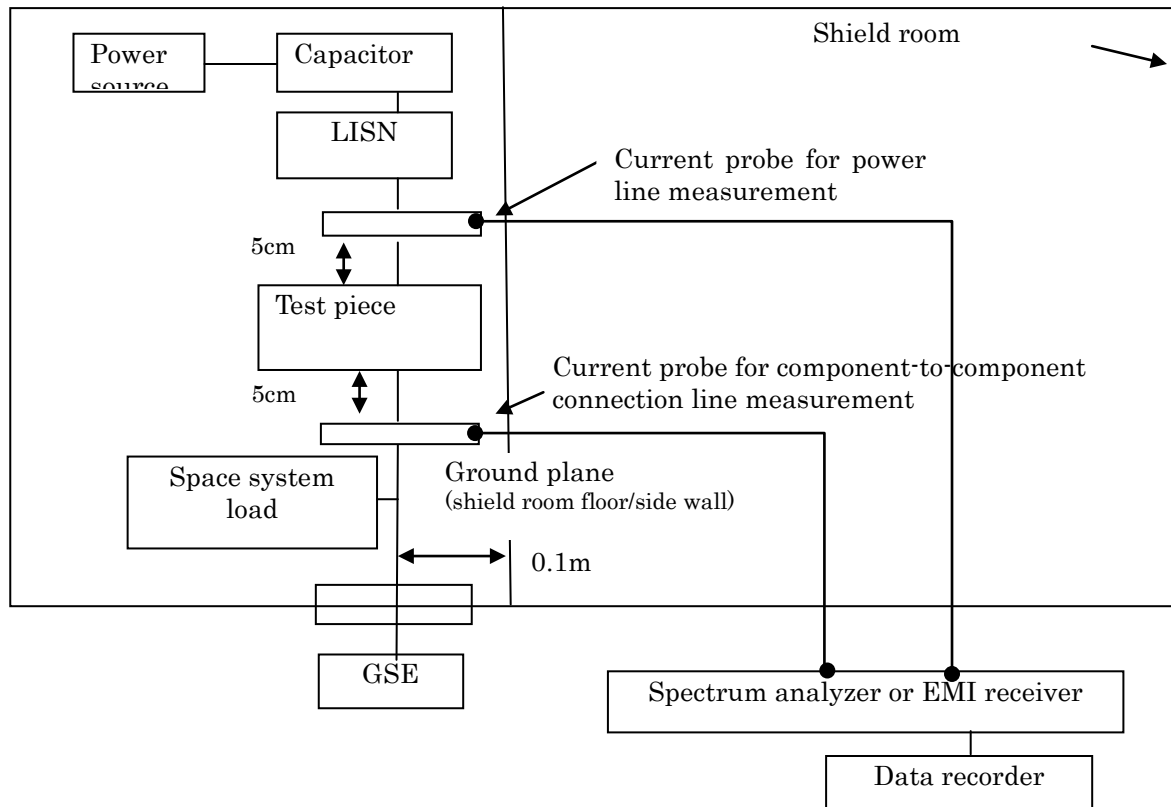 Shield room
Power
source
Capacitor
LISN
Current probe for power
line measurement
5cm
Test piece
Current probe for component-to-component
connection line measurement
5cm
Space system
load
Ground plane
(shield room floor/side wall)
0.1m
GSE
Spectrum analyzer or EMI receiver
Data recorder